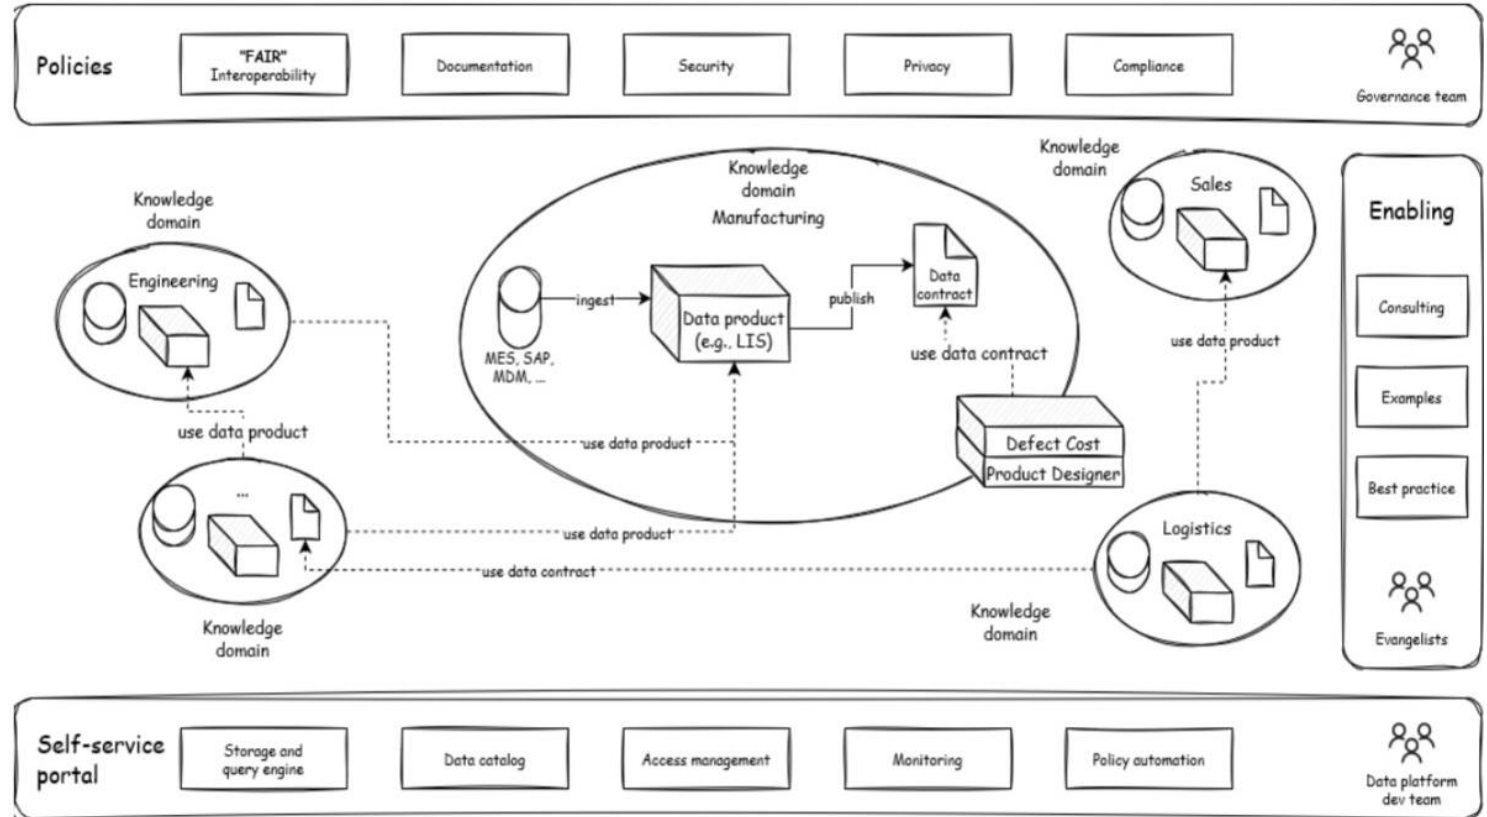 Policies
"FAIR"
Interoperability
Documentation
Security
Privacy
Compliance
Governance team
Knowledge
domain
Engineering
use data product
...
Knowledge
domain
Knowledge
domain
Manufacturing
ingest
MES, SAP,
MDM, ...
Data product
(e.g., LIS)
publish
Data
contract
use data contract
Defect Cost
Product Designer
use data product
use data product
use data contract
Knowledge
domain
Sales
use data product
Logistics
Knowledge
domain
Enabling
Consulting
Examples
Best practice
Evangelists
Self-service
portal
Storage and
query engine
Data catalog
Access management
Monitoring
Policy automation
Data platform
dev team